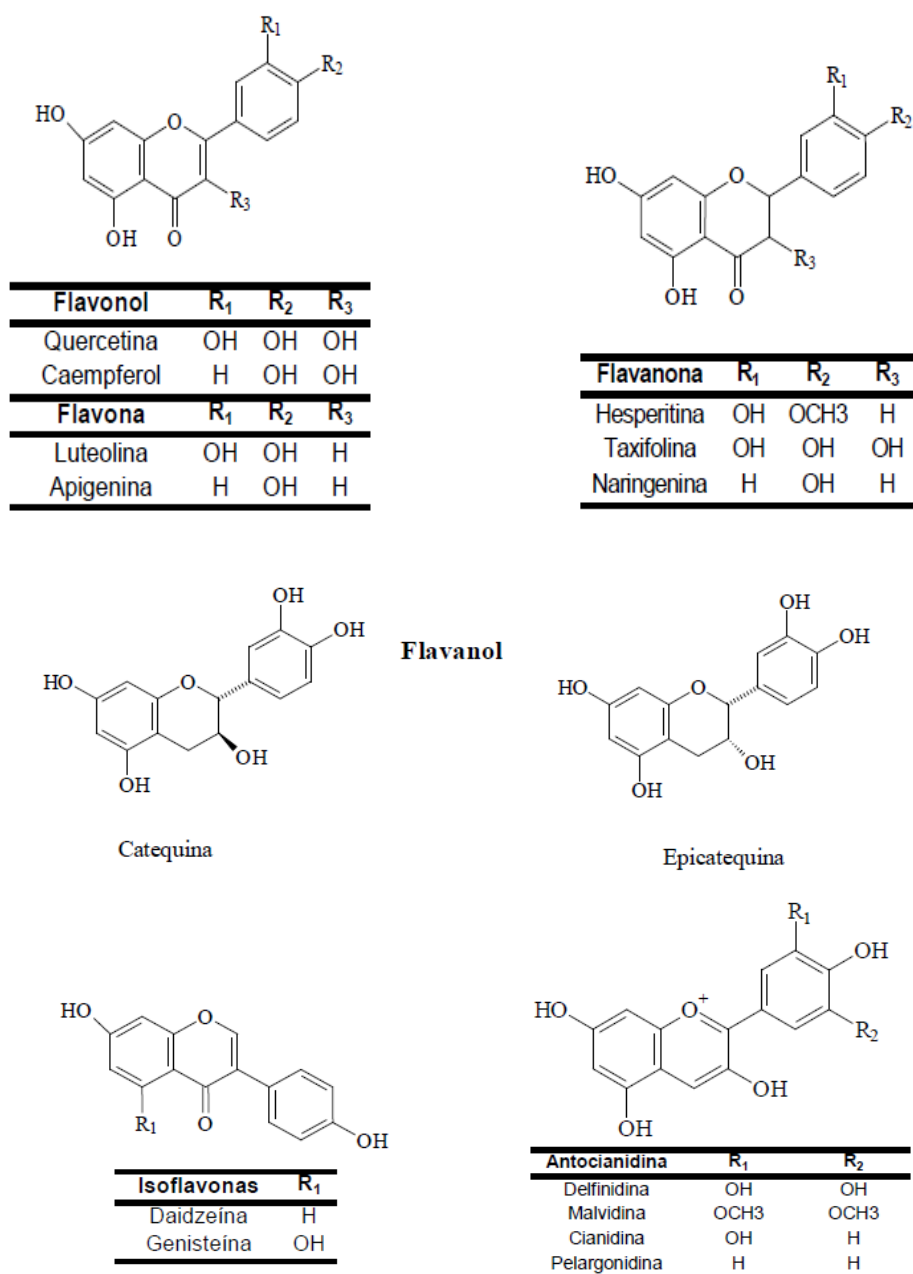 R1
R2
HO
O
R3
OH
O
Flavonol R1 R2 R3
Quercetina OH OH OH
Caempferol H OH OH
Flavona R1 R2 R3
Luteolina OH OH H
Apigenina H OH H
R1
R2
HO
O
R3
OH
O
Flavanona R1 R2 R3
Hesperitina OH OCH3 H
Taxifolina OH OH OH
Naringenina H OH H
OH
OH
HO
O
OH
OH
Catequina
Flavanol
OH
OH
HO
O
OH
OH
Epicatequina
HO
O
R1
O
OH
Isoflavonas R1
Daidzeína H
Genisteína OH
R1
OH
HO
O+
R2
OH
OH
Antocianidina R1 R2
Delfinidina OH OH
Malvidina OCH3 OCH3
Cianidina OH H
Pelargonidina H H